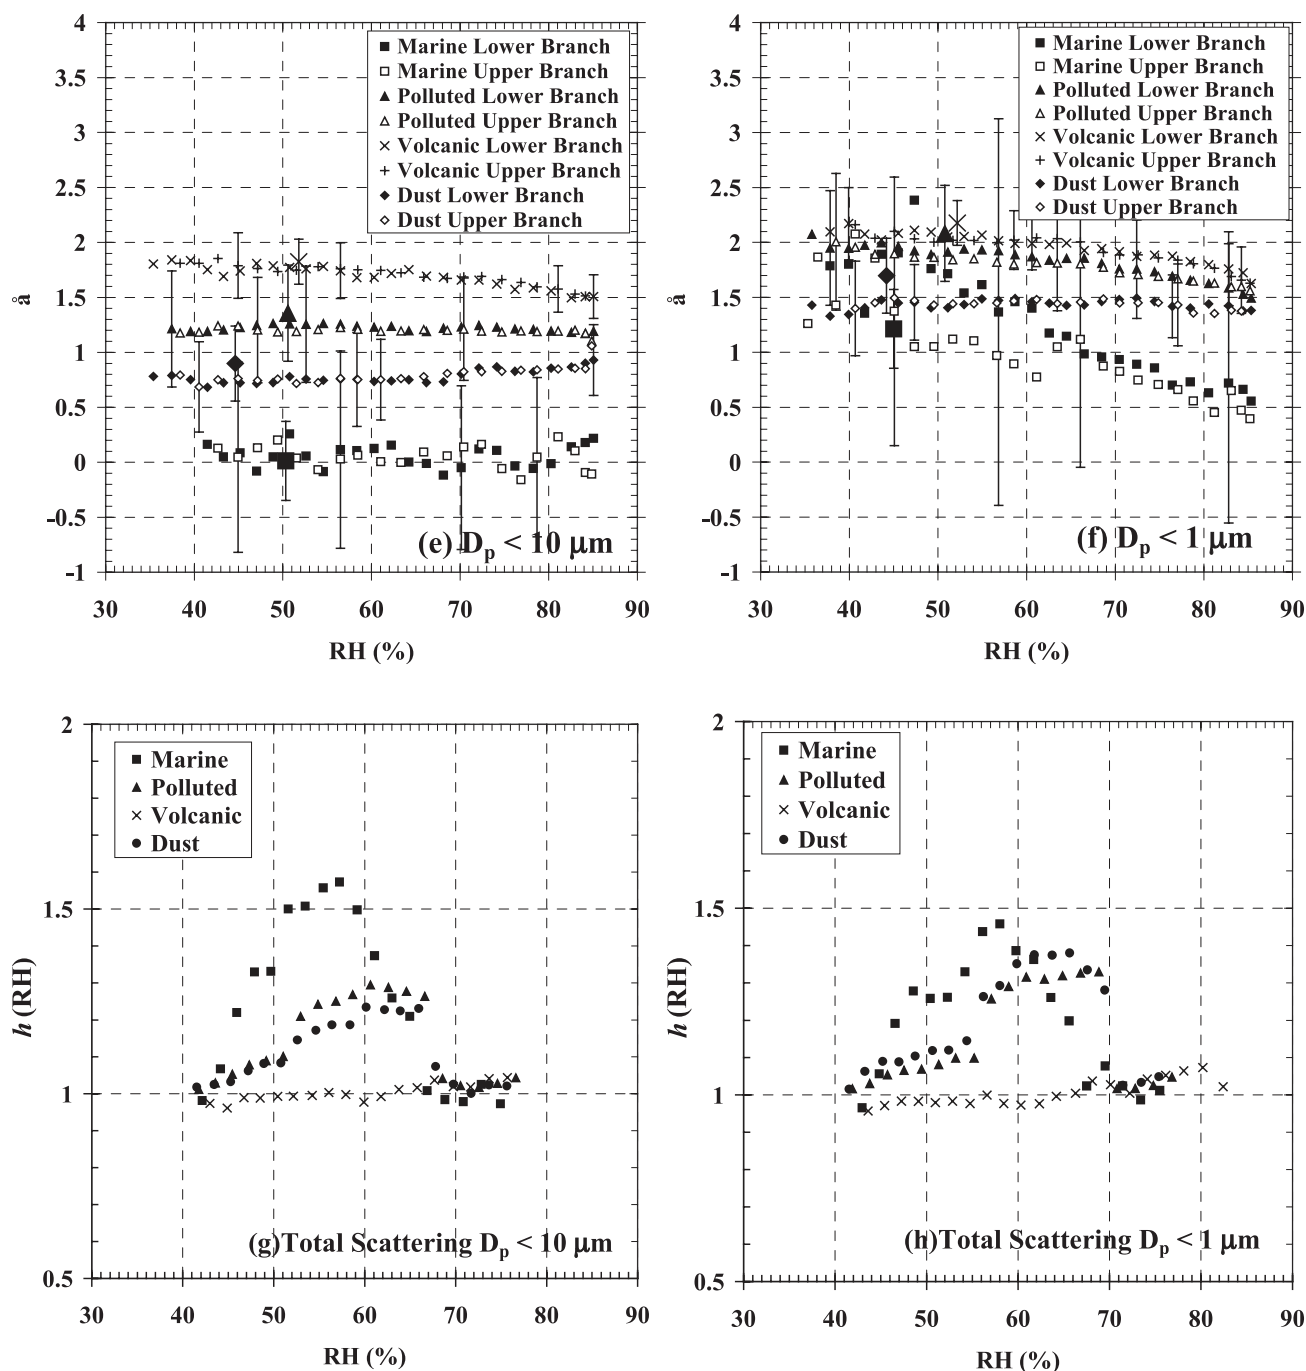 4
3.5
3
2.5
2
1.5
1
0.5
0
-0.5
-1
å
Marine Lower Branch
Marine Upper Branch
Polluted Lower Branch
Polluted Upper Branch
Volcanic Lower Branch
Volcanic Upper Branch
Dust Lower Branch
Dust Upper Branch
(e) Dp < 10 µm
30 40 50 60 70 80 90
RH (%)
4
3.5
3
2.5
2
1.5
1
0.5
0
-0.5
-1
å
Marine Lower Branch
Marine Upper Branch
Polluted Lower Branch
Polluted Upper Branch
Volcanic Lower Branch
Volcanic Upper Branch
Dust Lower Branch
Dust Upper Branch
(f) Dp < 1 µm
30 40 50 60 70 80 90
RH (%)
2
1.5
1
0.5
h (RH)
Marine
Polluted
Volcanic
Dust
(g)Total Scattering Dp < 10 µm
30 40 50 60 70 80 90
RH (%)
2
1.5
1
0.5
h (RH)
Marine
Polluted
Volcanic
Dust
(h)Total Scattering Dp < 1 µm
30 40 50 60 70 80 90
RH (%)